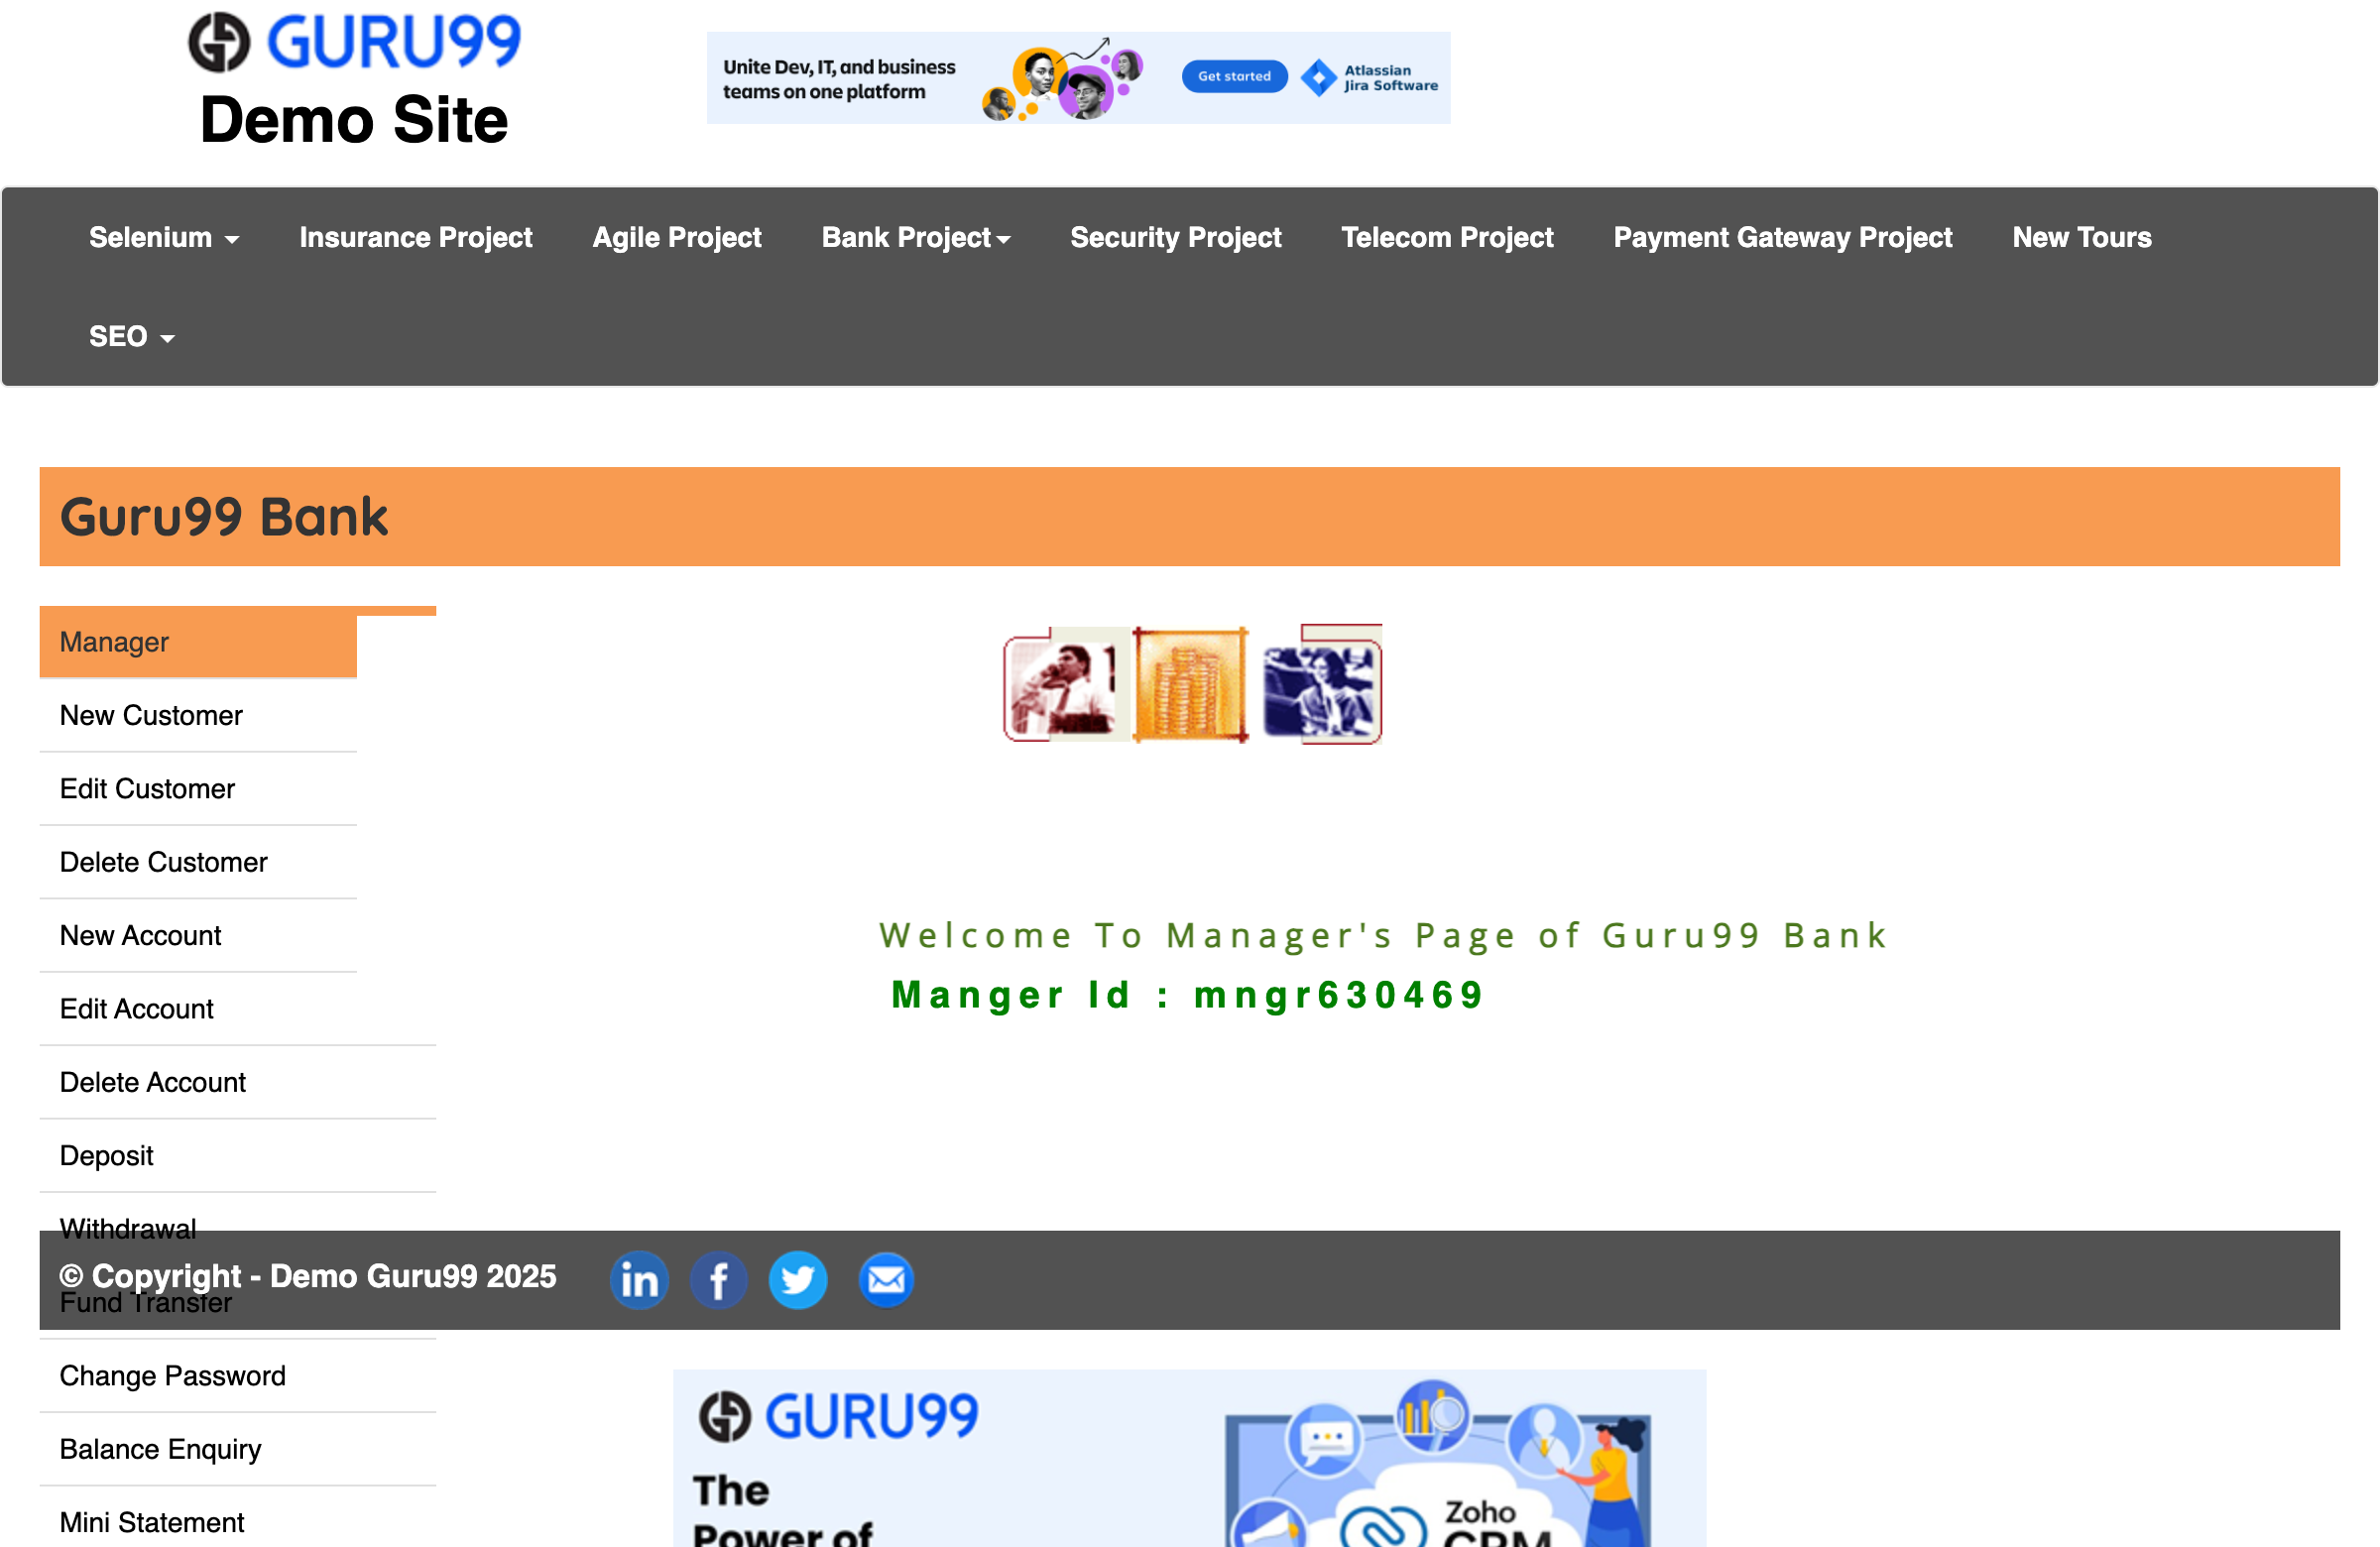 GURU99
Demo Site
Unite Dev, IT, and business
teams on one platform
Get started
Atlassian
Jira Software
Selenium Insurance Project Agile Project Bank Project Security Project Telecom Project Payment Gateway Project New Tours
SEO
Guru99 Bank
Manager
New Customer
Edit Customer
Delete Customer
New Account
Edit Account
Delete Account
Deposit
Withdrawal
Fund Transfer
Change Password
Balance Enquiry
Mini Statement
Welcome To Manager's Page of Guru99 Bank
Manger Id : mngr630469
© Copyright - Demo Guru99 2025
GURU99
The
Power of
Zoho
CRM